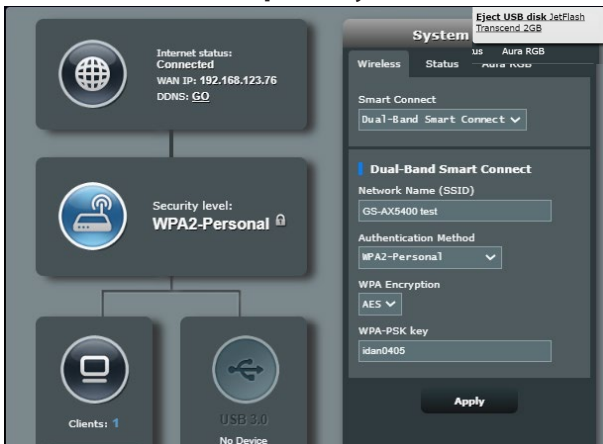 Internet status:
Connected
WAN IP: 192.168.123.76
DDNS: GO
Security level:
WPA2-Personal
Clients: 1
USB 3.0
No Device
System
Eject USB disk JetFlash
Transcend 2GB
us Aura RGB
Wireless Status Aura RGB
Smart Connect
Dual-Band Smart Connect
Dual-Band Smart Connect
Network Name (SSID)
GS-AX5400 test
Authentication Method
WPA2-Personal
WPA Encryption
AES
WPA-PSK key
idan0405
Apply